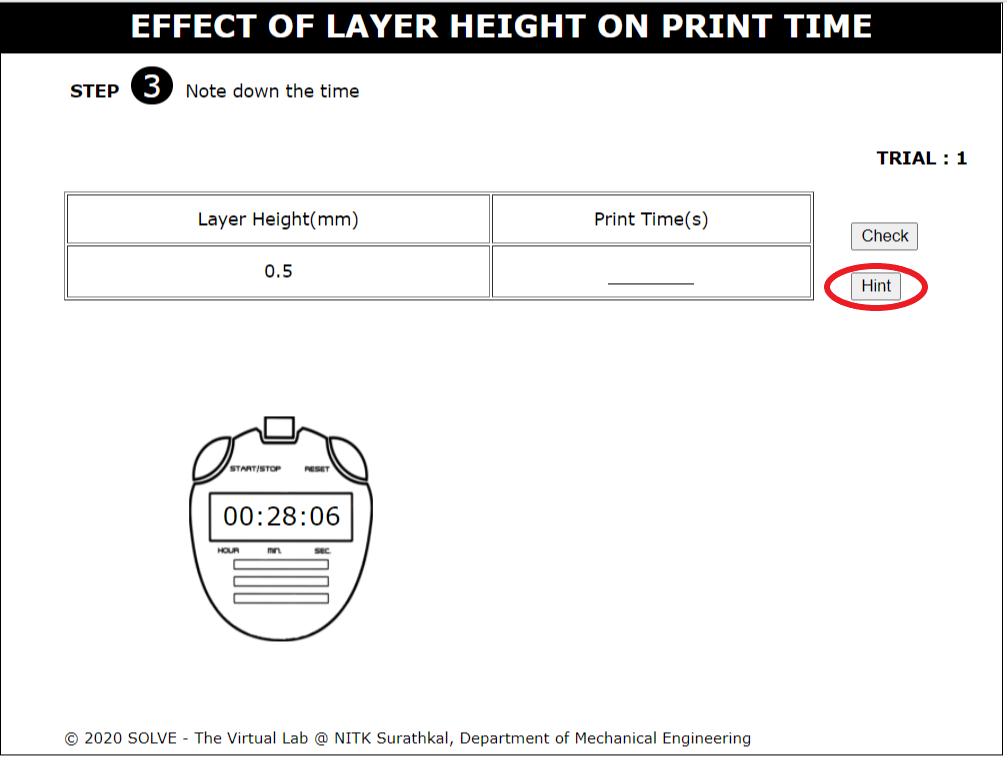 EFFECT OF LAYER HEIGHT ON PRINT TIME
STEP 3 Note down the time
TRIAL : 1
Layer Height(mm) Print Time(s)
Check
0.5
Hint
START/STOP RESET
00:28:06
HOUR MIN. SEC.
© 2020 SOLVE - The Virtual Lab @ NITK Surathkal, Department of Mechanical Engineering